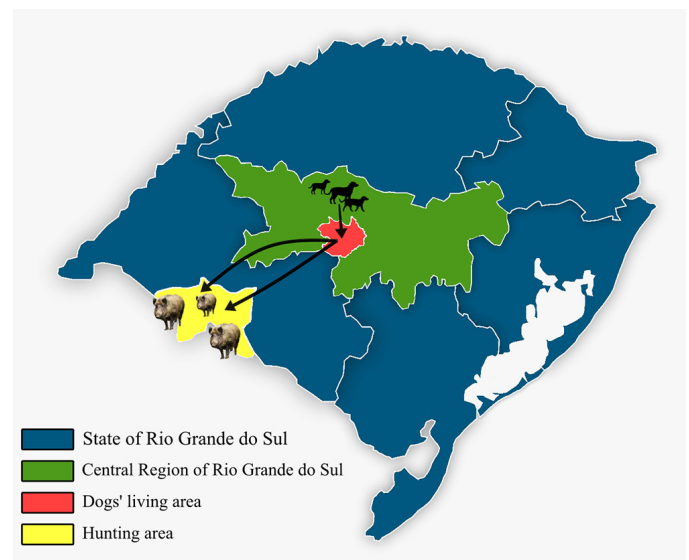 State of Rio Grande do Sul
Central Region of Rio Grande do Sul
Dogs' living area
Hunting area